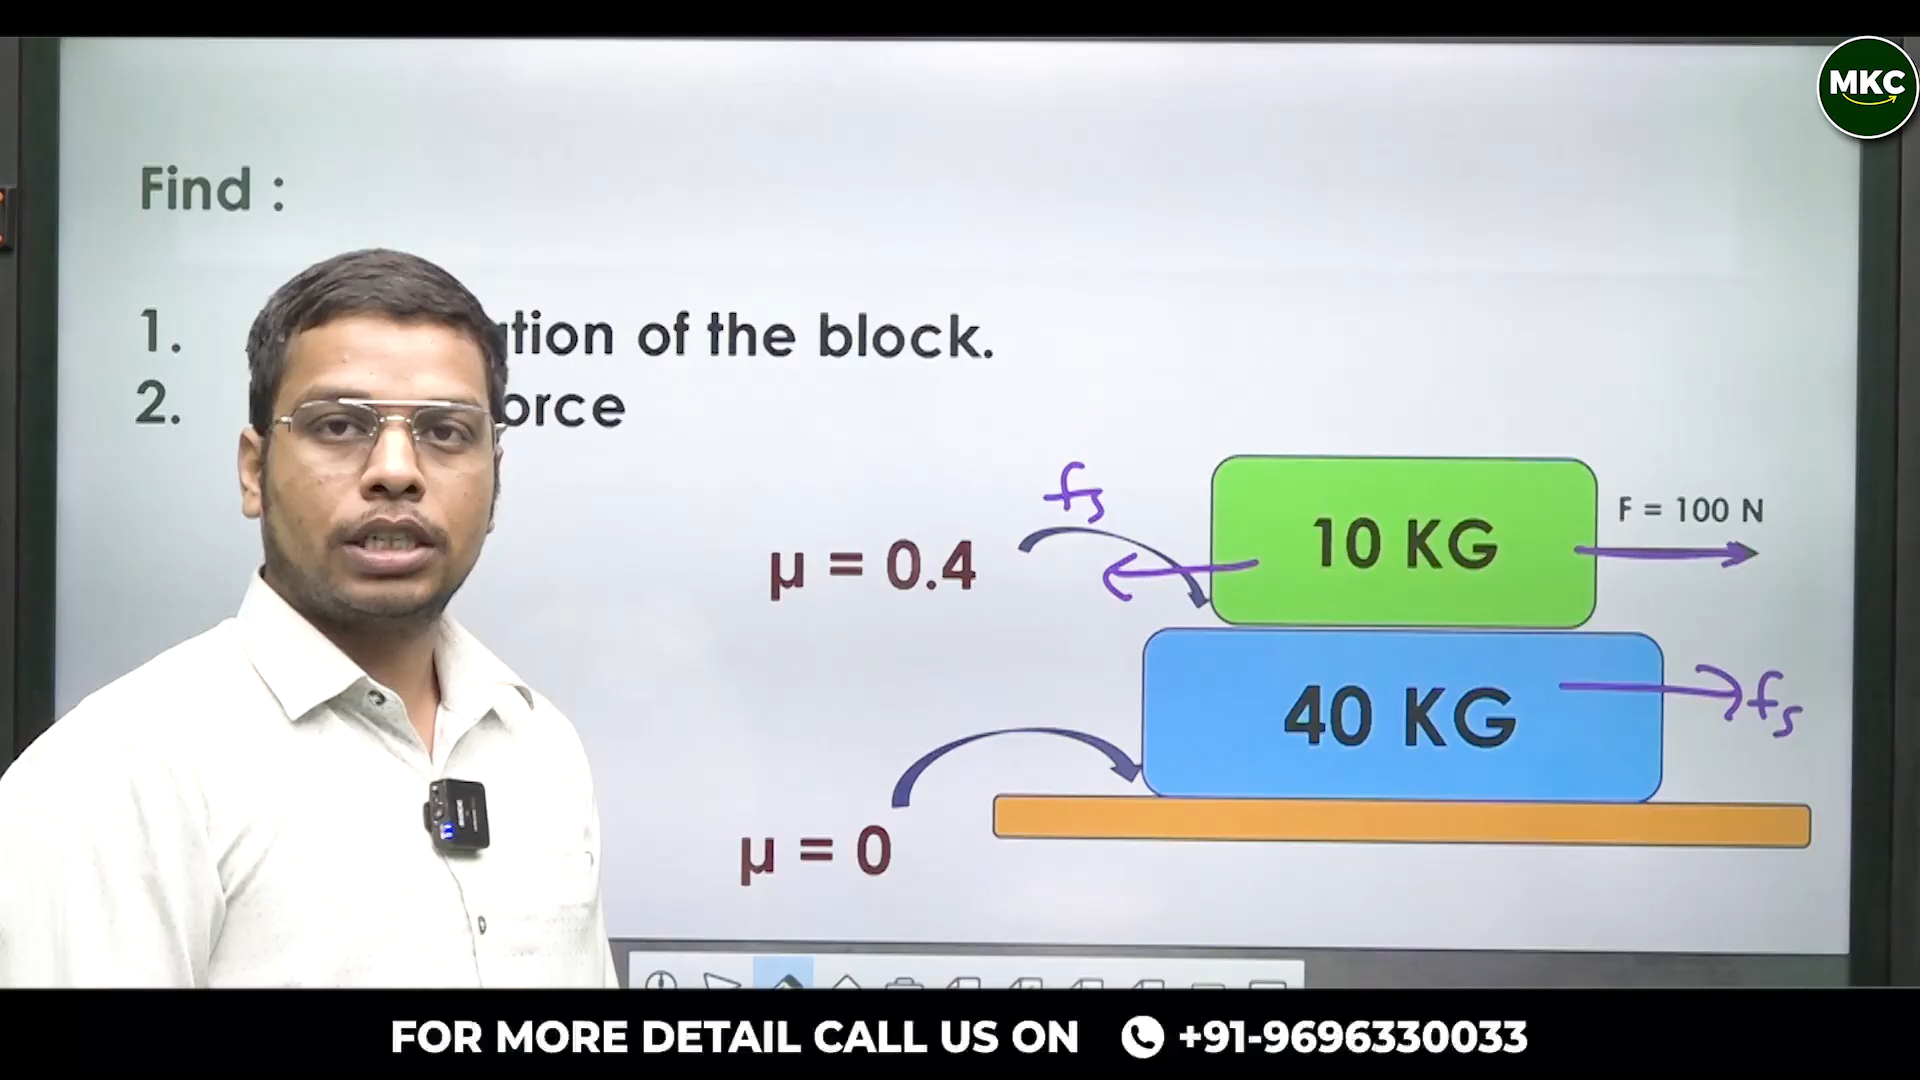 MKC
Find :
1. tion of the block.
2. orce
fs
F = 100 N
10 KG
μ = 0.4
40 KG
fs
μ = 0
FOR MORE DETAIL CALL US ON +91-9696330033